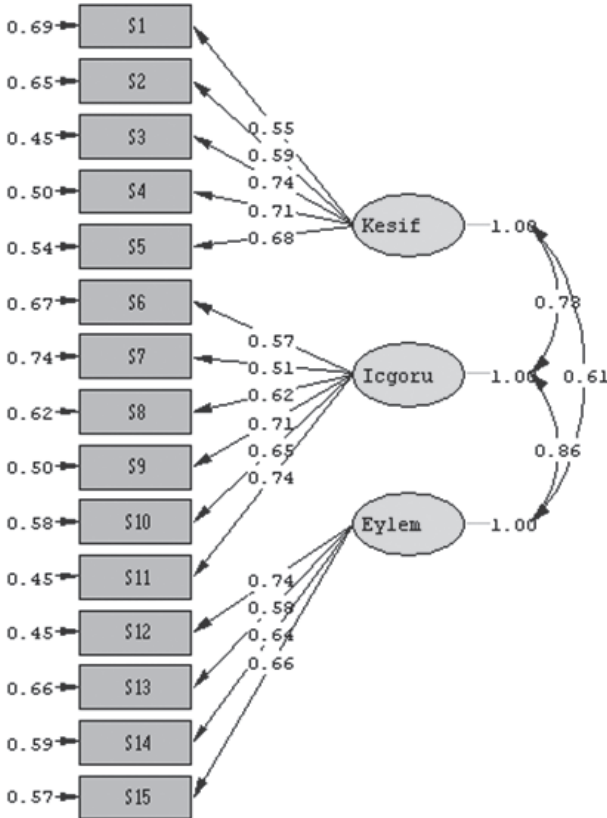 0.69 S1
0.65 S2
0.45 S3
0.50 S4
0.54 S5
0.67 S6
0.74 S7
0.62 S8
0.50 S9
0.58 S10
0.45 S11
0.45 S12
0.66 S13
0.59 S14
0.57 S15
0.55
0.59
0.74
0.71
0.68
0.57
0.51
0.62
0.71
0.65
0.74
0.74
0.58
0.64
0.66
Kesif 1.00
Icgoru 1.00
Eylem 1.00
0.61
0.86